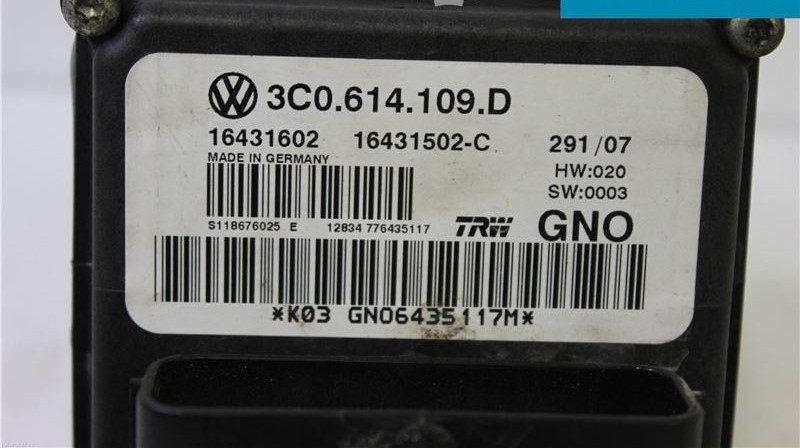 3C0.614.109.D
16431602 16431502-C 291/07
MADE IN GERMANY HW:020
SW:0003
S118676025 E 12834 776435117 TRW GNO
*K03 GNO6435117M*